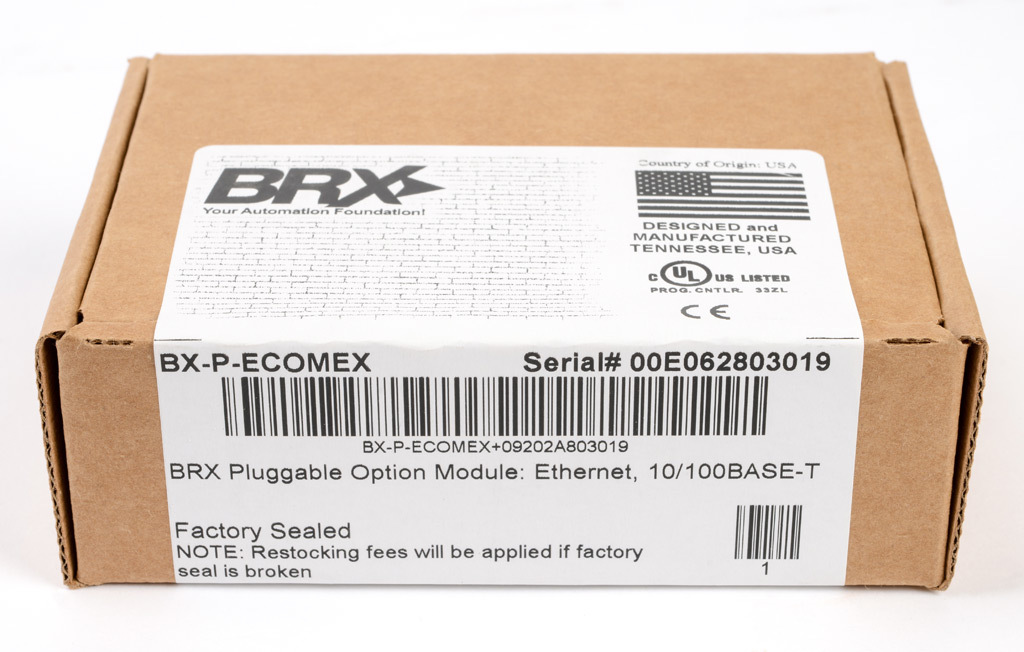 BRX
Your Automation Foundation!
Country of Origin: USA
DESIGNED and
MANUFACTURED
TENNESSEE, USA
C UL US LISTED
PROG. CNTLR. 33ZL
CE
BX-P-ECOMEX Serial# 00E062803019
BX-P-ECOMEX+09202A803019
BRX Pluggable Option Module: Ethernet, 10/100BASE-T
Factory Sealed
NOTE: Restocking fees will be applied if factory
seal is broken
1